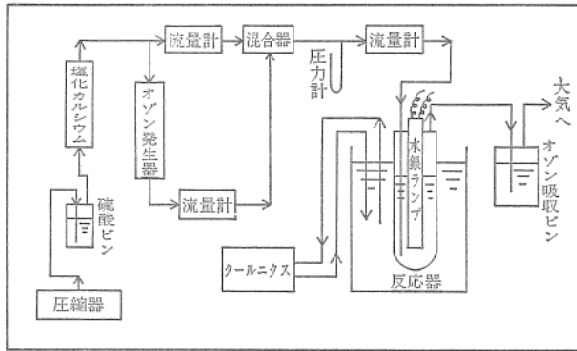 流量計
混合器
流量計
圧力計
塩化カルシウム
オゾン発生器
流量計
硫酸ビン
圧縮器
クールニクス
水銀ランプ
反応器
大気へ
オゾン吸収ビン